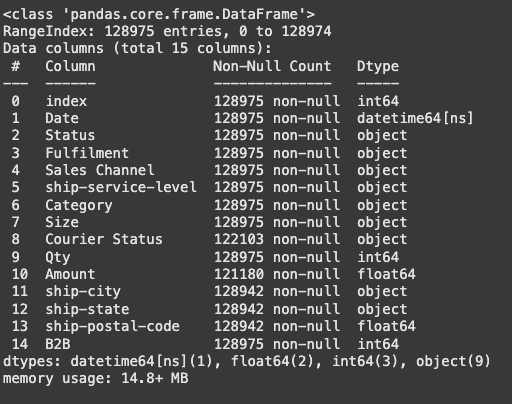 <class 'pandas.core.frame.DataFrame'>
RangeIndex: 128975 entries, 0 to 128974
Data columns (total 15 columns):
 #   Column              Non-Null Count   Dtype
---  ------              --------------   -----
 0   index               128975 non-null  int64
 1   Date                128975 non-null  datetime64[ns]
 2   Status              128975 non-null  object
 3   Fulfilment          128975 non-null  object
 4   Sales Channel       128975 non-null  object
 5   ship-service-level  128975 non-null  object
 6   Category            128975 non-null  object
 7   Size                128975 non-null  object
 8   Courier Status      122103 non-null  object
 9   Qty                 128975 non-null  int64
 10  Amount              121180 non-null  float64
 11  ship-city           128942 non-null  object
 12  ship-state          128942 non-null  object
 13  ship-postal-code    128942 non-null  float64
 14  B2B                 128975 non-null  int64
dtypes: datetime64[ns](1), float64(2), int64(3), object(9)
memory usage: 14.8+ MB